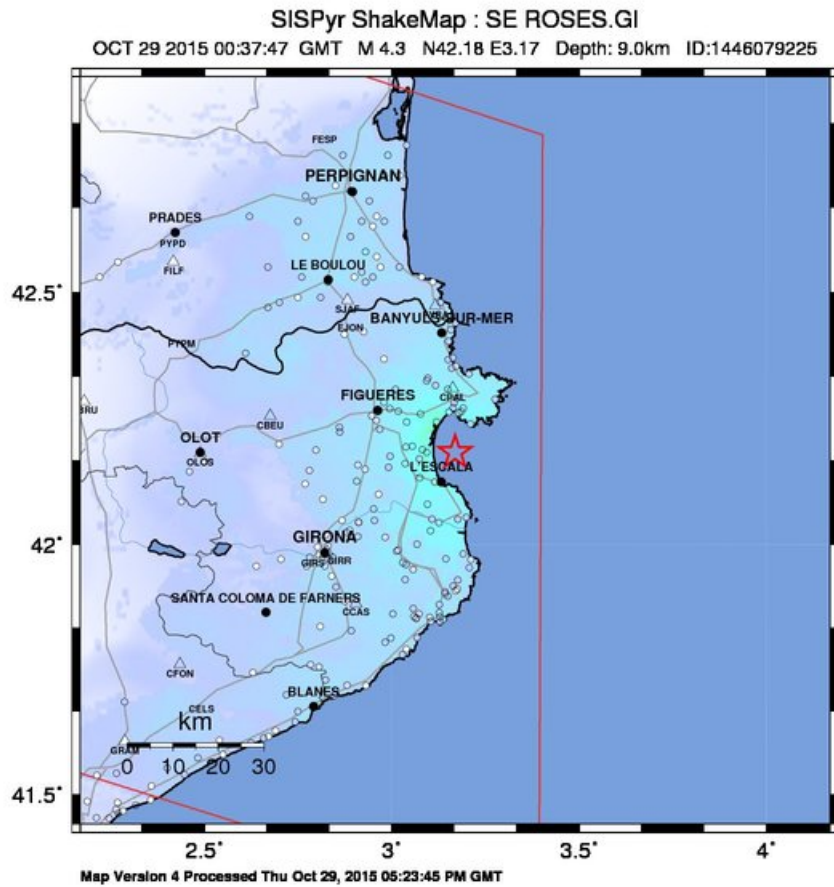 SISPyr ShakeMap : SE ROSES.GI
OCT 29 2015 00:37:47 GMT M 4.3 N42.18 E3.17 Depth: 9.0km ID:1446079225
FESP
PERPIGNAN
PRADES
PYPD
FILF
LE BOULOU
42.5°
SJAF
BANYULS-SUR-MER
EJON
PYPM
FIGUERES
CPAL
BRU
CBEU
OLOT
OLOS
L'ESCALA
42°
GIRONA
GIRS GIRR
SANTA COLOMA DE FARNERS
CCAS
CFON
BLANES
CELS
km
GRAM
0 10 20 30
41.5°
2.5° 3° 3.5° 4°
Map Version 4 Processed Thu Oct 29, 2015 05:23:45 PM GMT